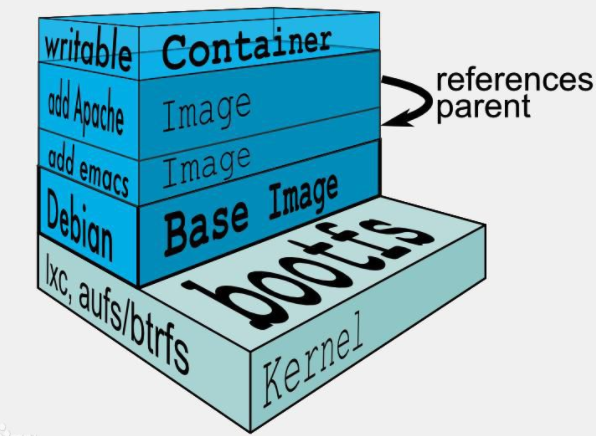 writable Container
add Apache Image
references
parent
add emacs Image
Debian Base Image
bootfs
lxc, aufs/btrfs
Kernel